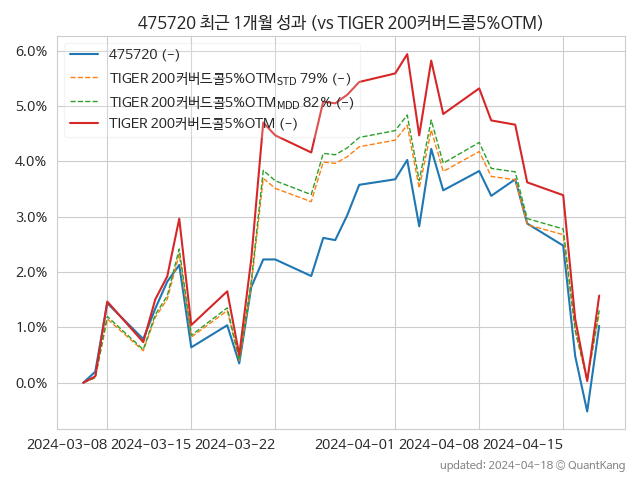 475720 최근 1개월 성과 (vs TIGER 200커버드콜5%OTM)
475720 (-)
TIGER 200커버드콜5%OTM STD 79% (-)
TIGER 200커버드콜5%OTM MDD 82% (-)
TIGER 200커버드콜5%OTM (-)
6.0%
5.0%
4.0%
3.0%
2.0%
1.0%
0.0%
2024-03-08 2024-03-15 2024-03-22 2024-04-01 2024-04-08 2024-04-15
updated: 2024-04-18 © QuantKang